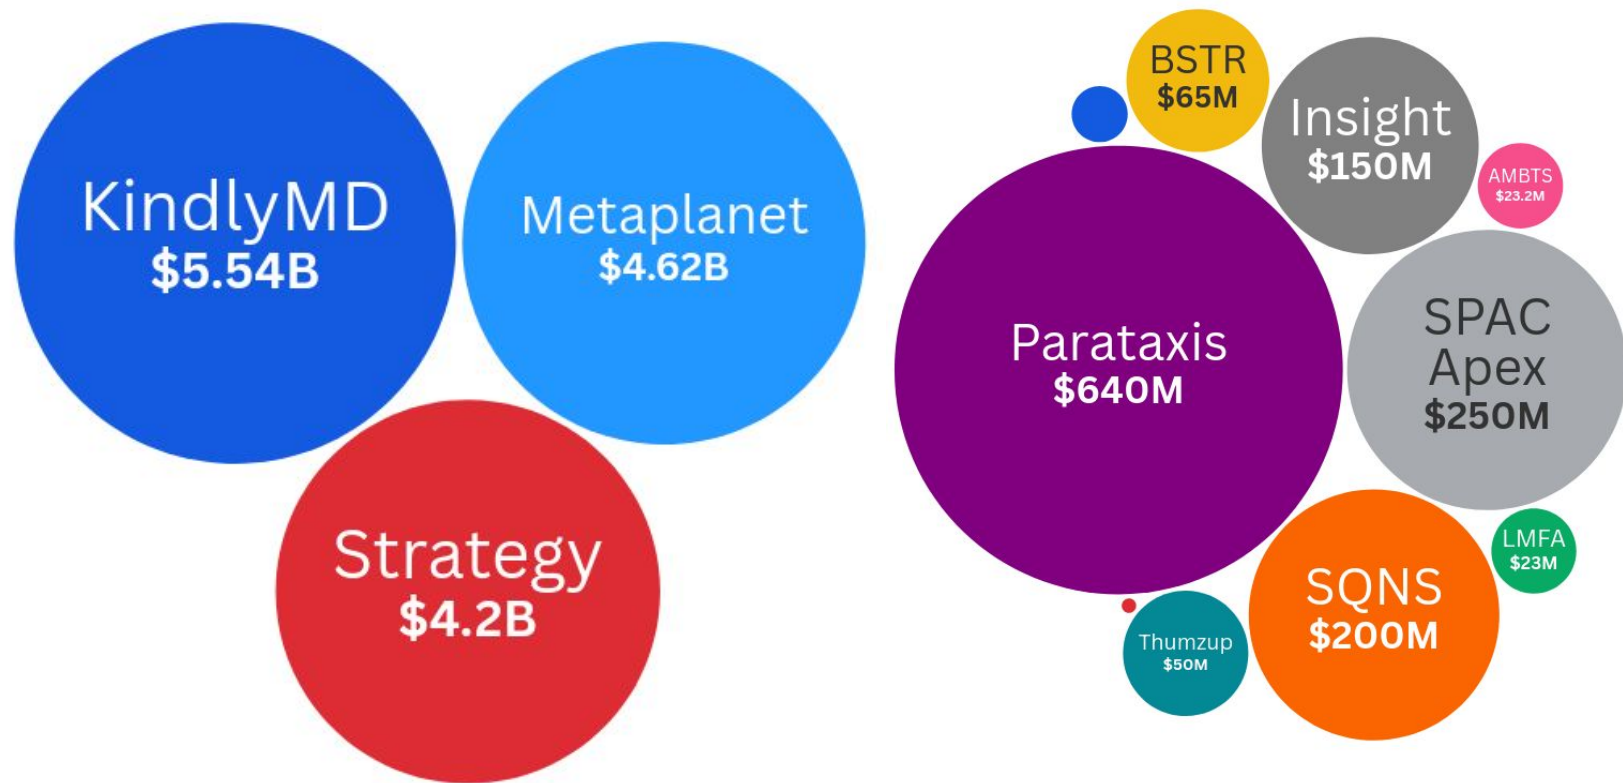 KindlyMD
$5.54B
Metaplanet
$4.62B
Strategy
$4.2B
BSTR
$65M
Insight
$150M
AMBTS
$23.2M
Parataxis
$640M
SPAC
Apex
$250M
LMFA
$23M
SQNS
$200M
Thumzup
$50M